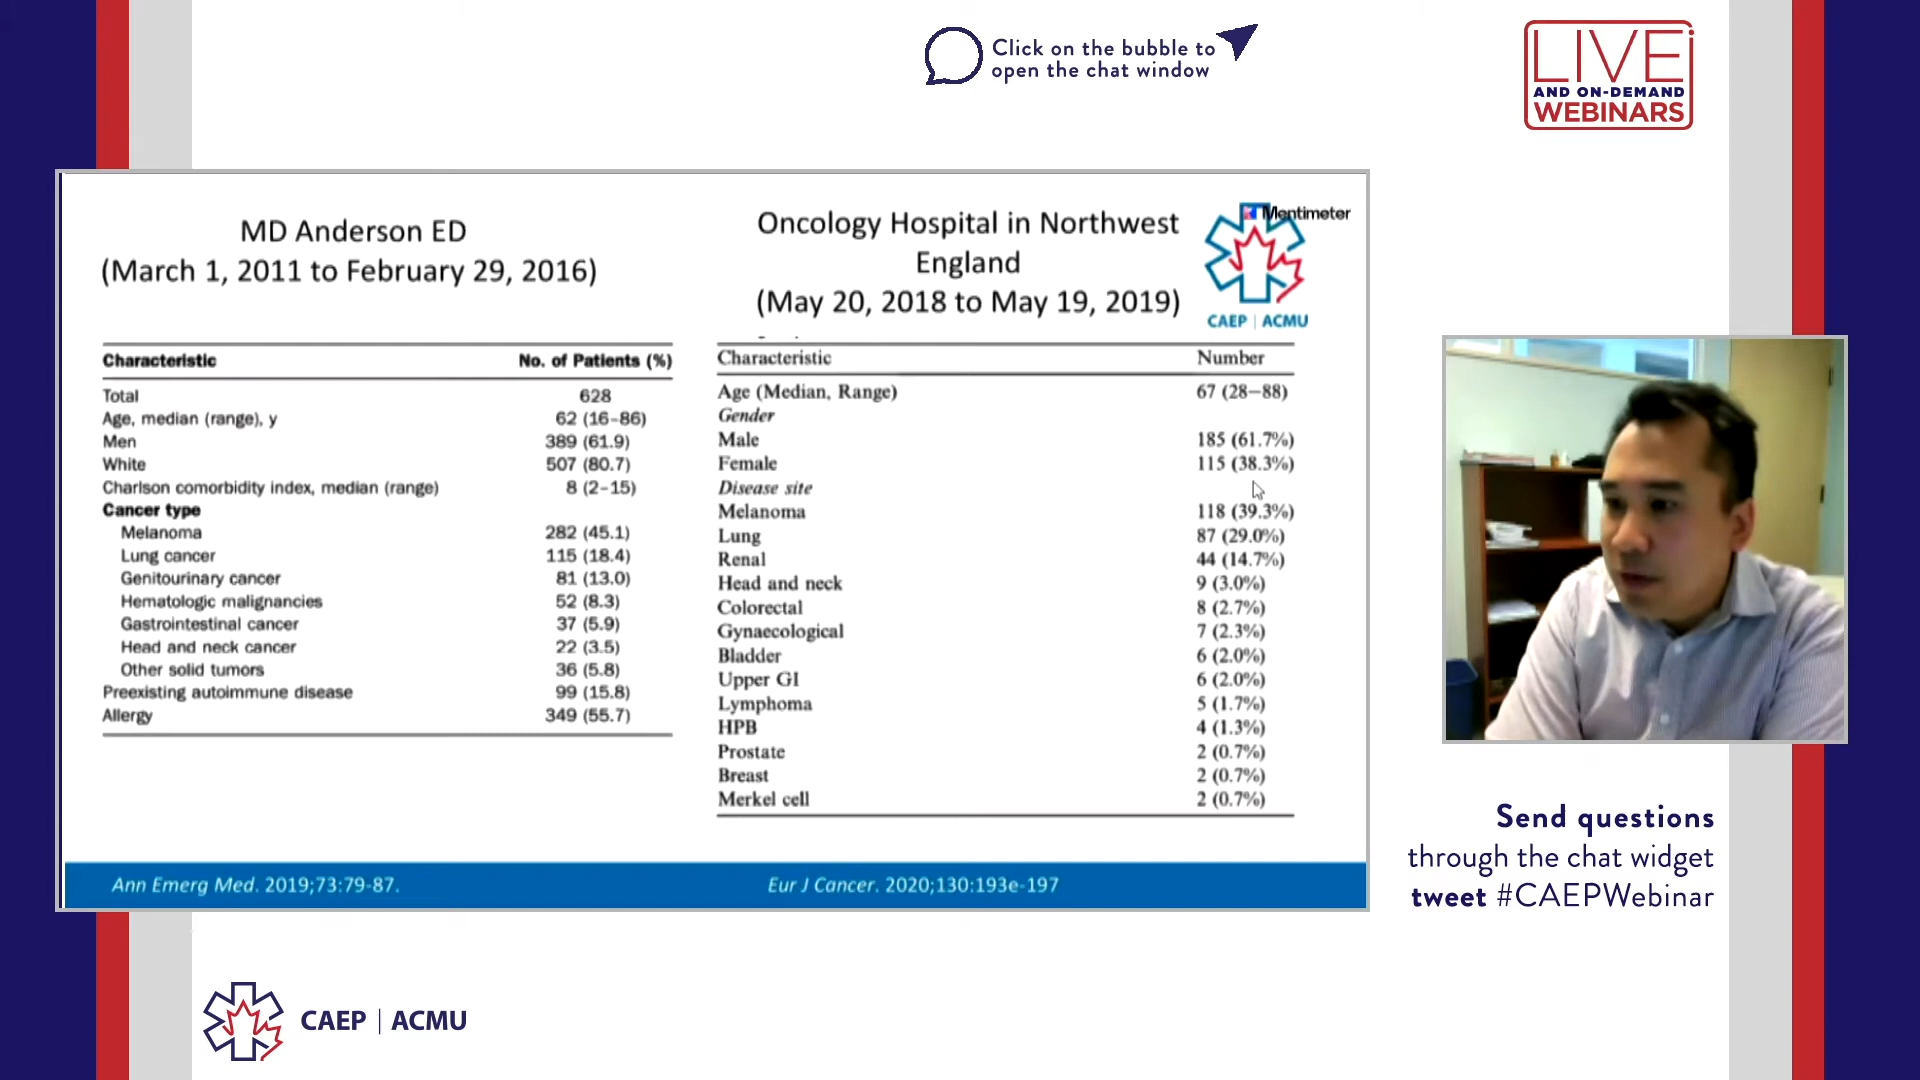 Click on the bubble to
open the chat window
LIVE
AND ON-DEMAND
WEBINARS
MD Anderson ED
(March 1, 2011 to February 29, 2016)
Characteristic No. of Patients (%)
Total 628
Age, median (range), y 62 (16–86)
Men 389 (61.9)
White 507 (80.7)
Charlson comorbidity index, median (range) 8 (2–15)
Cancer type
Melanoma 282 (45.1)
Lung cancer 115 (18.4)
Genitourinary cancer 81 (13.0)
Hematologic malignancies 52 (8.3)
Gastrointestinal cancer 37 (5.9)
Head and neck cancer 22 (3.5)
Other solid tumors 36 (5.8)
Preexisting autoimmune disease 99 (15.8)
Allergy 349 (55.7)
Oncology Hospital in Northwest
England
(May 20, 2018 to May 19, 2019)
Mentimeter
CAEP | ACMU
Characteristic Number
Age (Median, Range) 67 (28–88)
Gender
Male 185 (61.7%)
Female 115 (38.3%)
Disease site
Melanoma 118 (39.3%)
Lung 87 (29.0%)
Renal 44 (14.7%)
Head and neck 9 (3.0%)
Colorectal 8 (2.7%)
Gynaecological 7 (2.3%)
Bladder 6 (2.0%)
Upper GI 6 (2.0%)
Lymphoma 5 (1.7%)
HPB 4 (1.3%)
Prostate 2 (0.7%)
Breast 2 (0.7%)
Merkel cell 2 (0.7%)
Ann Emerg Med. 2019;73:79-87.
Eur J Cancer. 2020;130:193e-197
Send questions
through the chat widget
tweet #CAEPWebinar
CAEP | ACMU